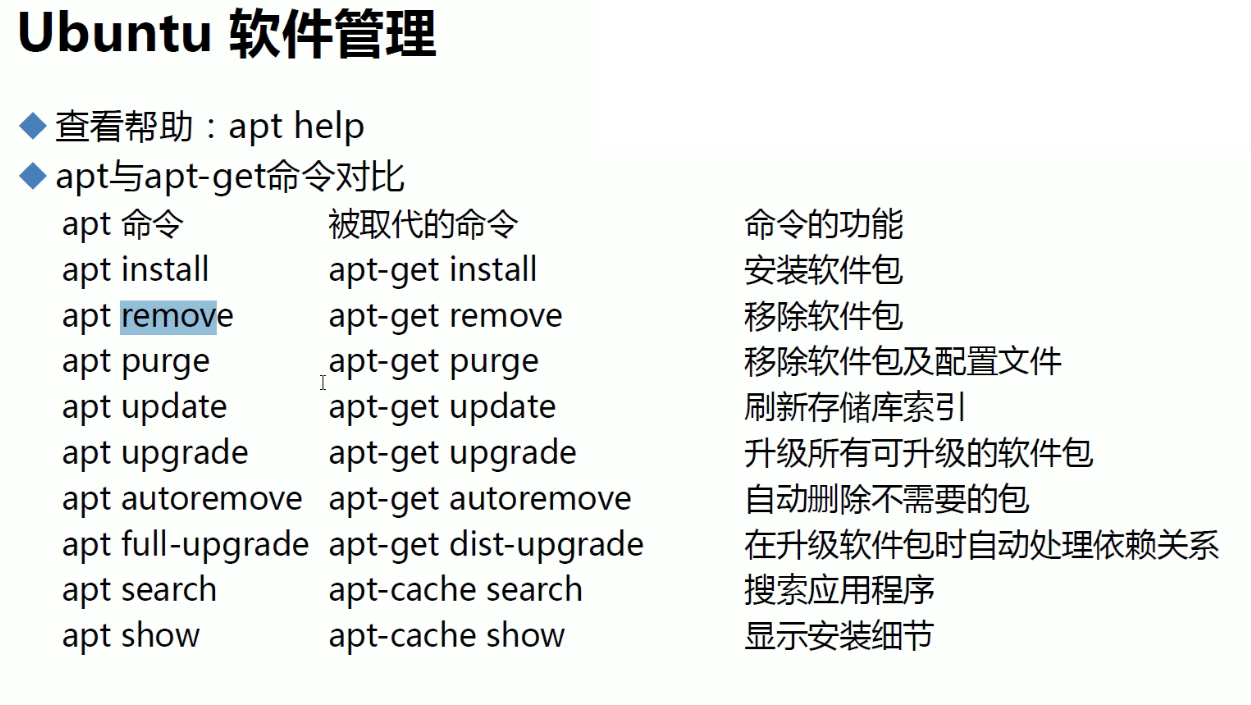 Ubuntu 软件管理
查看帮助：apt help
apt与apt-get命令对比
apt 命令 被取代的命令 命令的功能
apt install apt-get install 安装软件包
apt remove apt-get remove 移除软件包
apt purge apt-get purge 移除软件包及配置文件
apt update apt-get update 刷新存储库索引
apt upgrade apt-get upgrade 升级所有可升级的软件包
apt autoremove apt-get autoremove 自动删除不需要的包
apt full-upgrade apt-get dist-upgrade 在升级软件包时自动处理依赖关系
apt search apt-cache search 搜索应用程序
apt show apt-cache show 显示安装细节